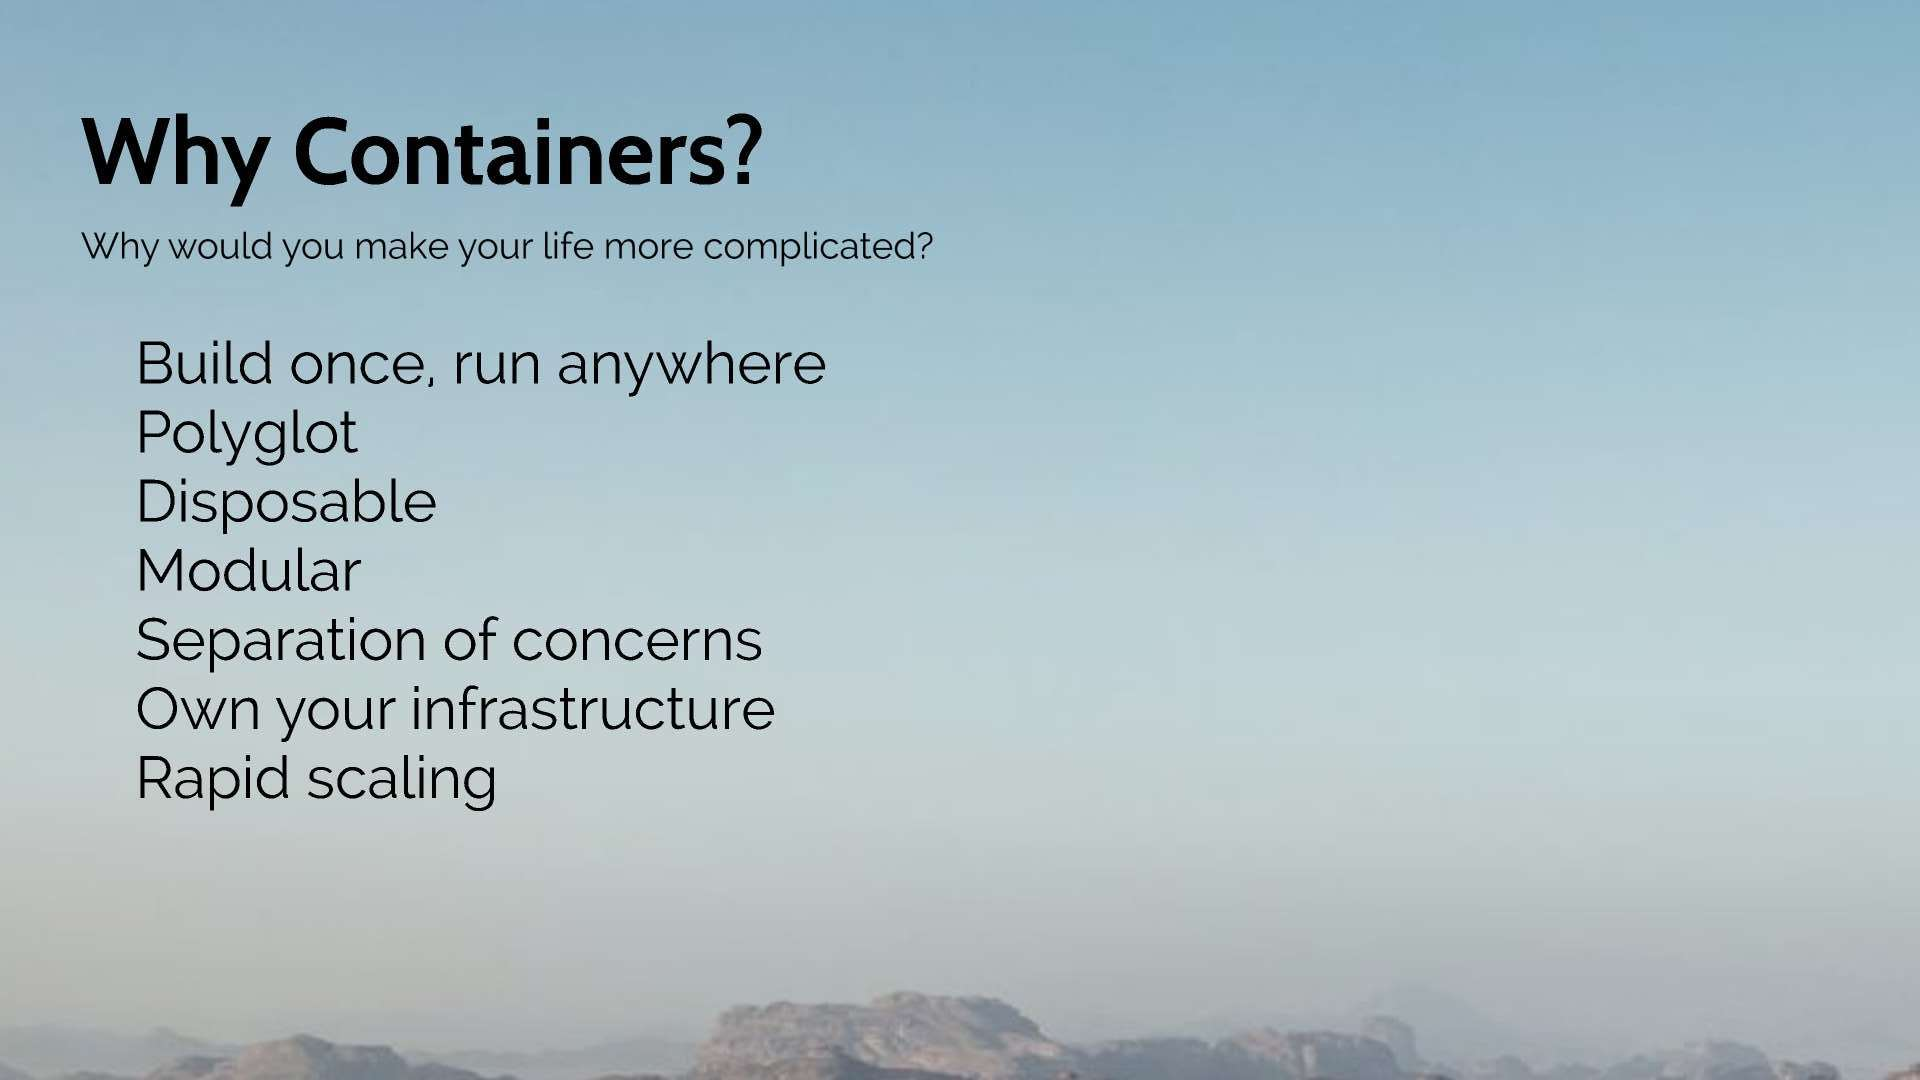 Why Containers?
Why would you make your life more complicated?
Build once, run anywhere
Polyglot
Disposable
Modular
Separation of concerns
Own your infrastructure
Rapid scaling